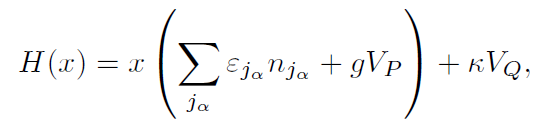 H(x) = x ( ∑_{j_α} ε_{j_α} n_{j_α} + gV_P ) + κV_Q,